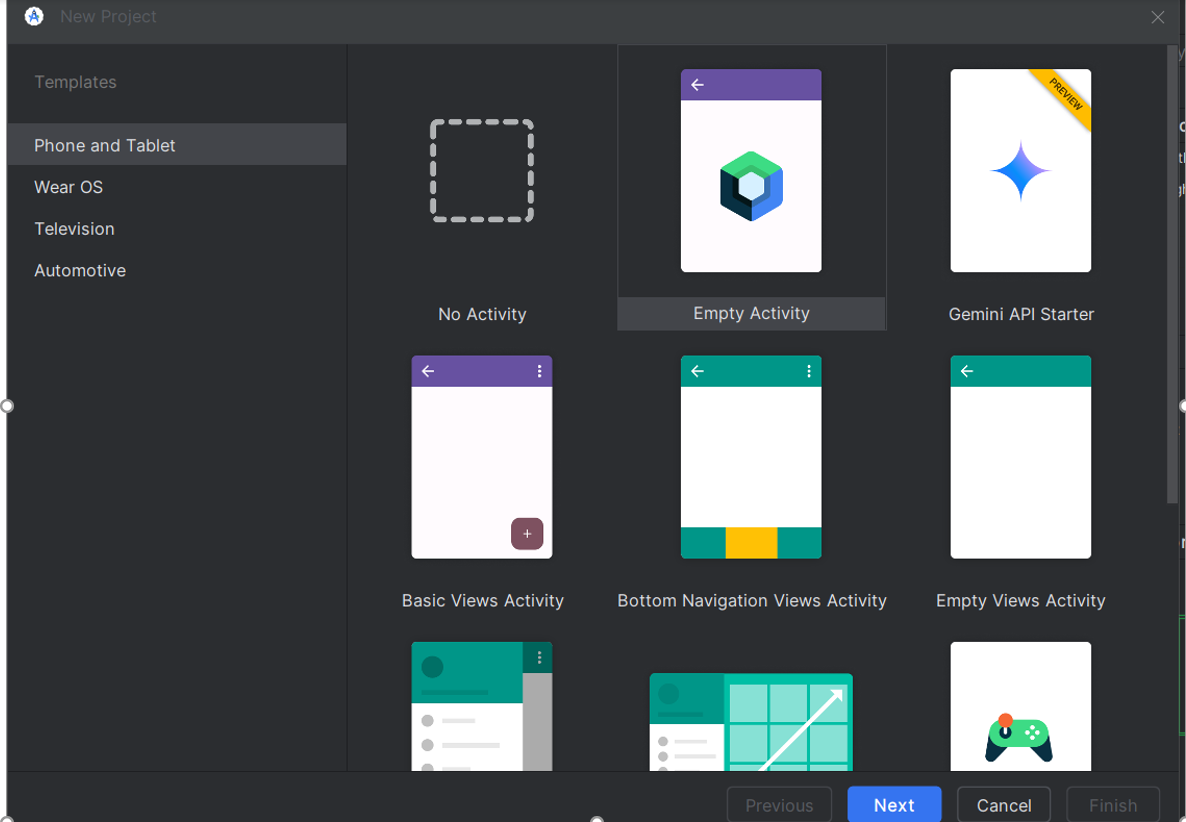 New Project
Templates
Phone and Tablet
Wear OS
Television
Automotive
PREVIEW
No Activity
Empty Activity
Gemini API Starter
Basic Views Activity
Bottom Navigation Views Activity
Empty Views Activity
Previous
Next
Cancel
Finish